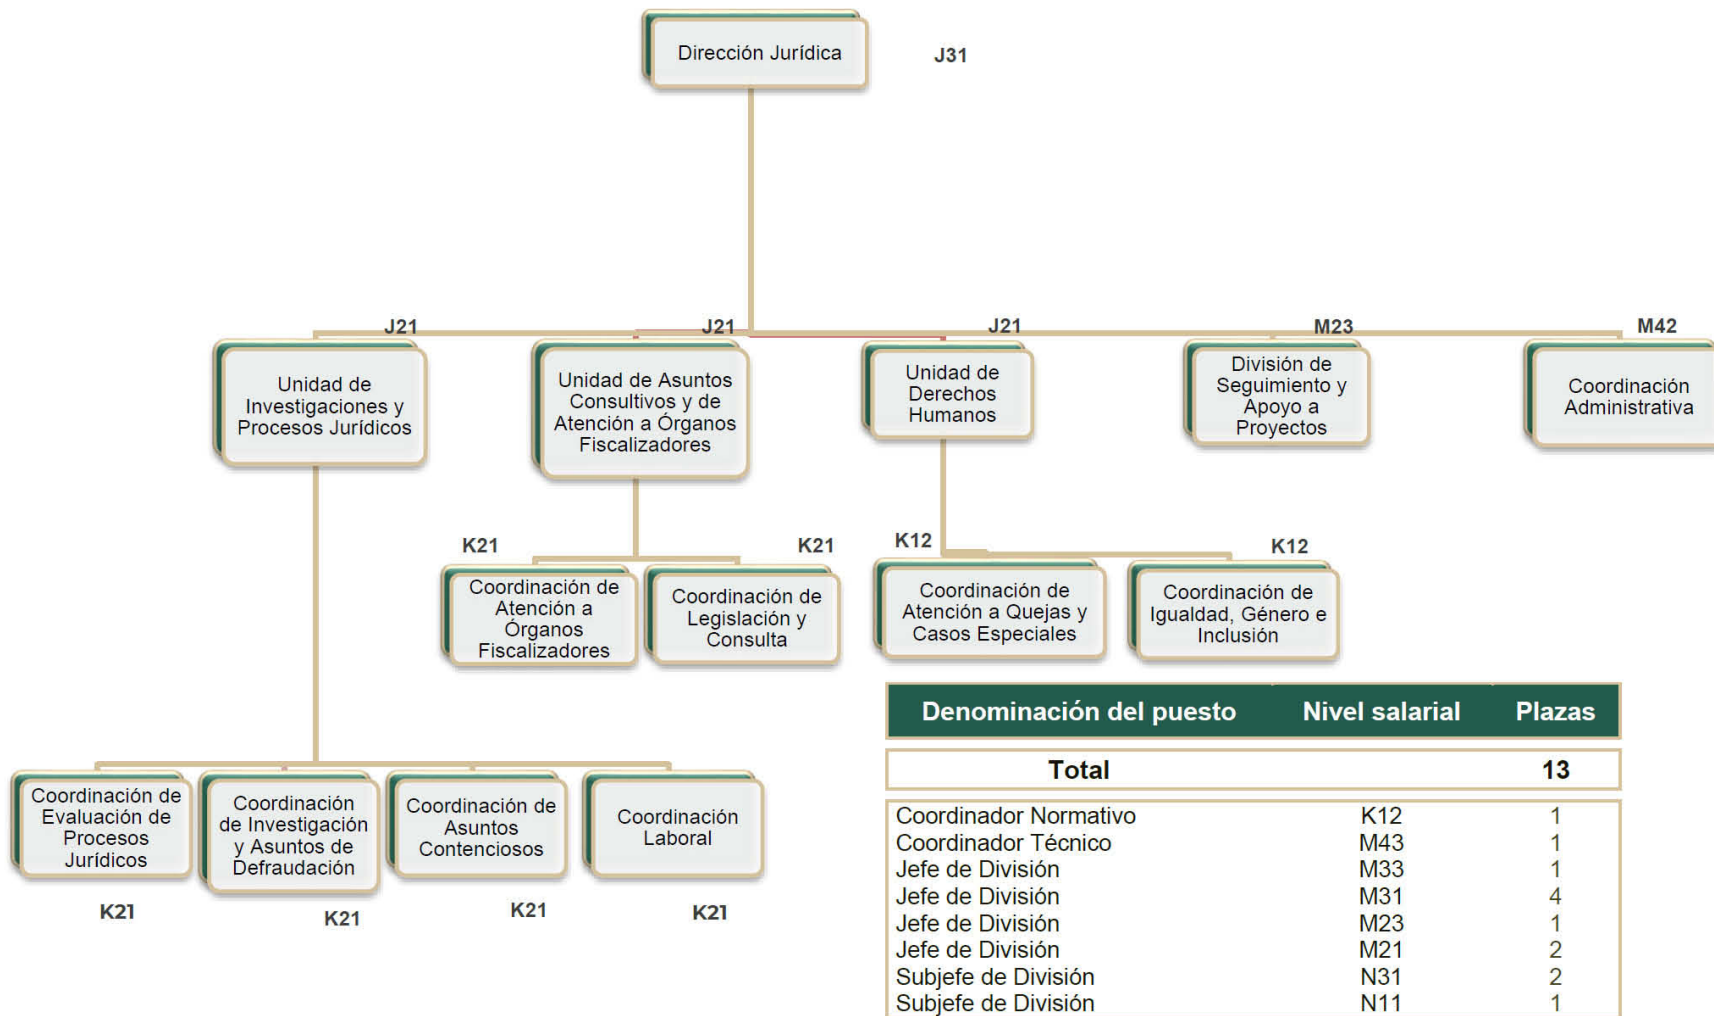 Dirección Jurídica
J31
J21
J21
J21
M23
M42
Unidad de
Investigaciones y
Procesos Jurídicos
Unidad de Asuntos
Consultivos y de
Atención a Órganos
Fiscalizadores
Unidad de
Derechos
Humanos
División de
Seguimiento y
Apoyo a
Proyectos
Coordinación
Administrativa
K21
K21
K12
K12
Coordinación de
Atención a
Órganos
Fiscalizadores
Coordinación de
Legislación y
Consulta
Coordinación de
Atención a Quejas y
Casos Especiales
Coordinación de
Igualdad, Género e
Inclusión
Coordinación de
Evaluación de
Procesos
Jurídicos
Coordinación
de Investigación
y Asuntos de
Defraudación
Coordinación de
Asuntos
Contenciosos
Coordinación
Laboral
K21
K21
K21
K21
Denominación del puesto Nivel salarial Plazas
Total 13
Coordinador Normativo K12 1
Coordinador Técnico M43 1
Jefe de División M33 1
Jefe de División M31 4
Jefe de División M23 1
Jefe de División M21 2
Subjefe de División N31 2
Subjefe de División N11 1